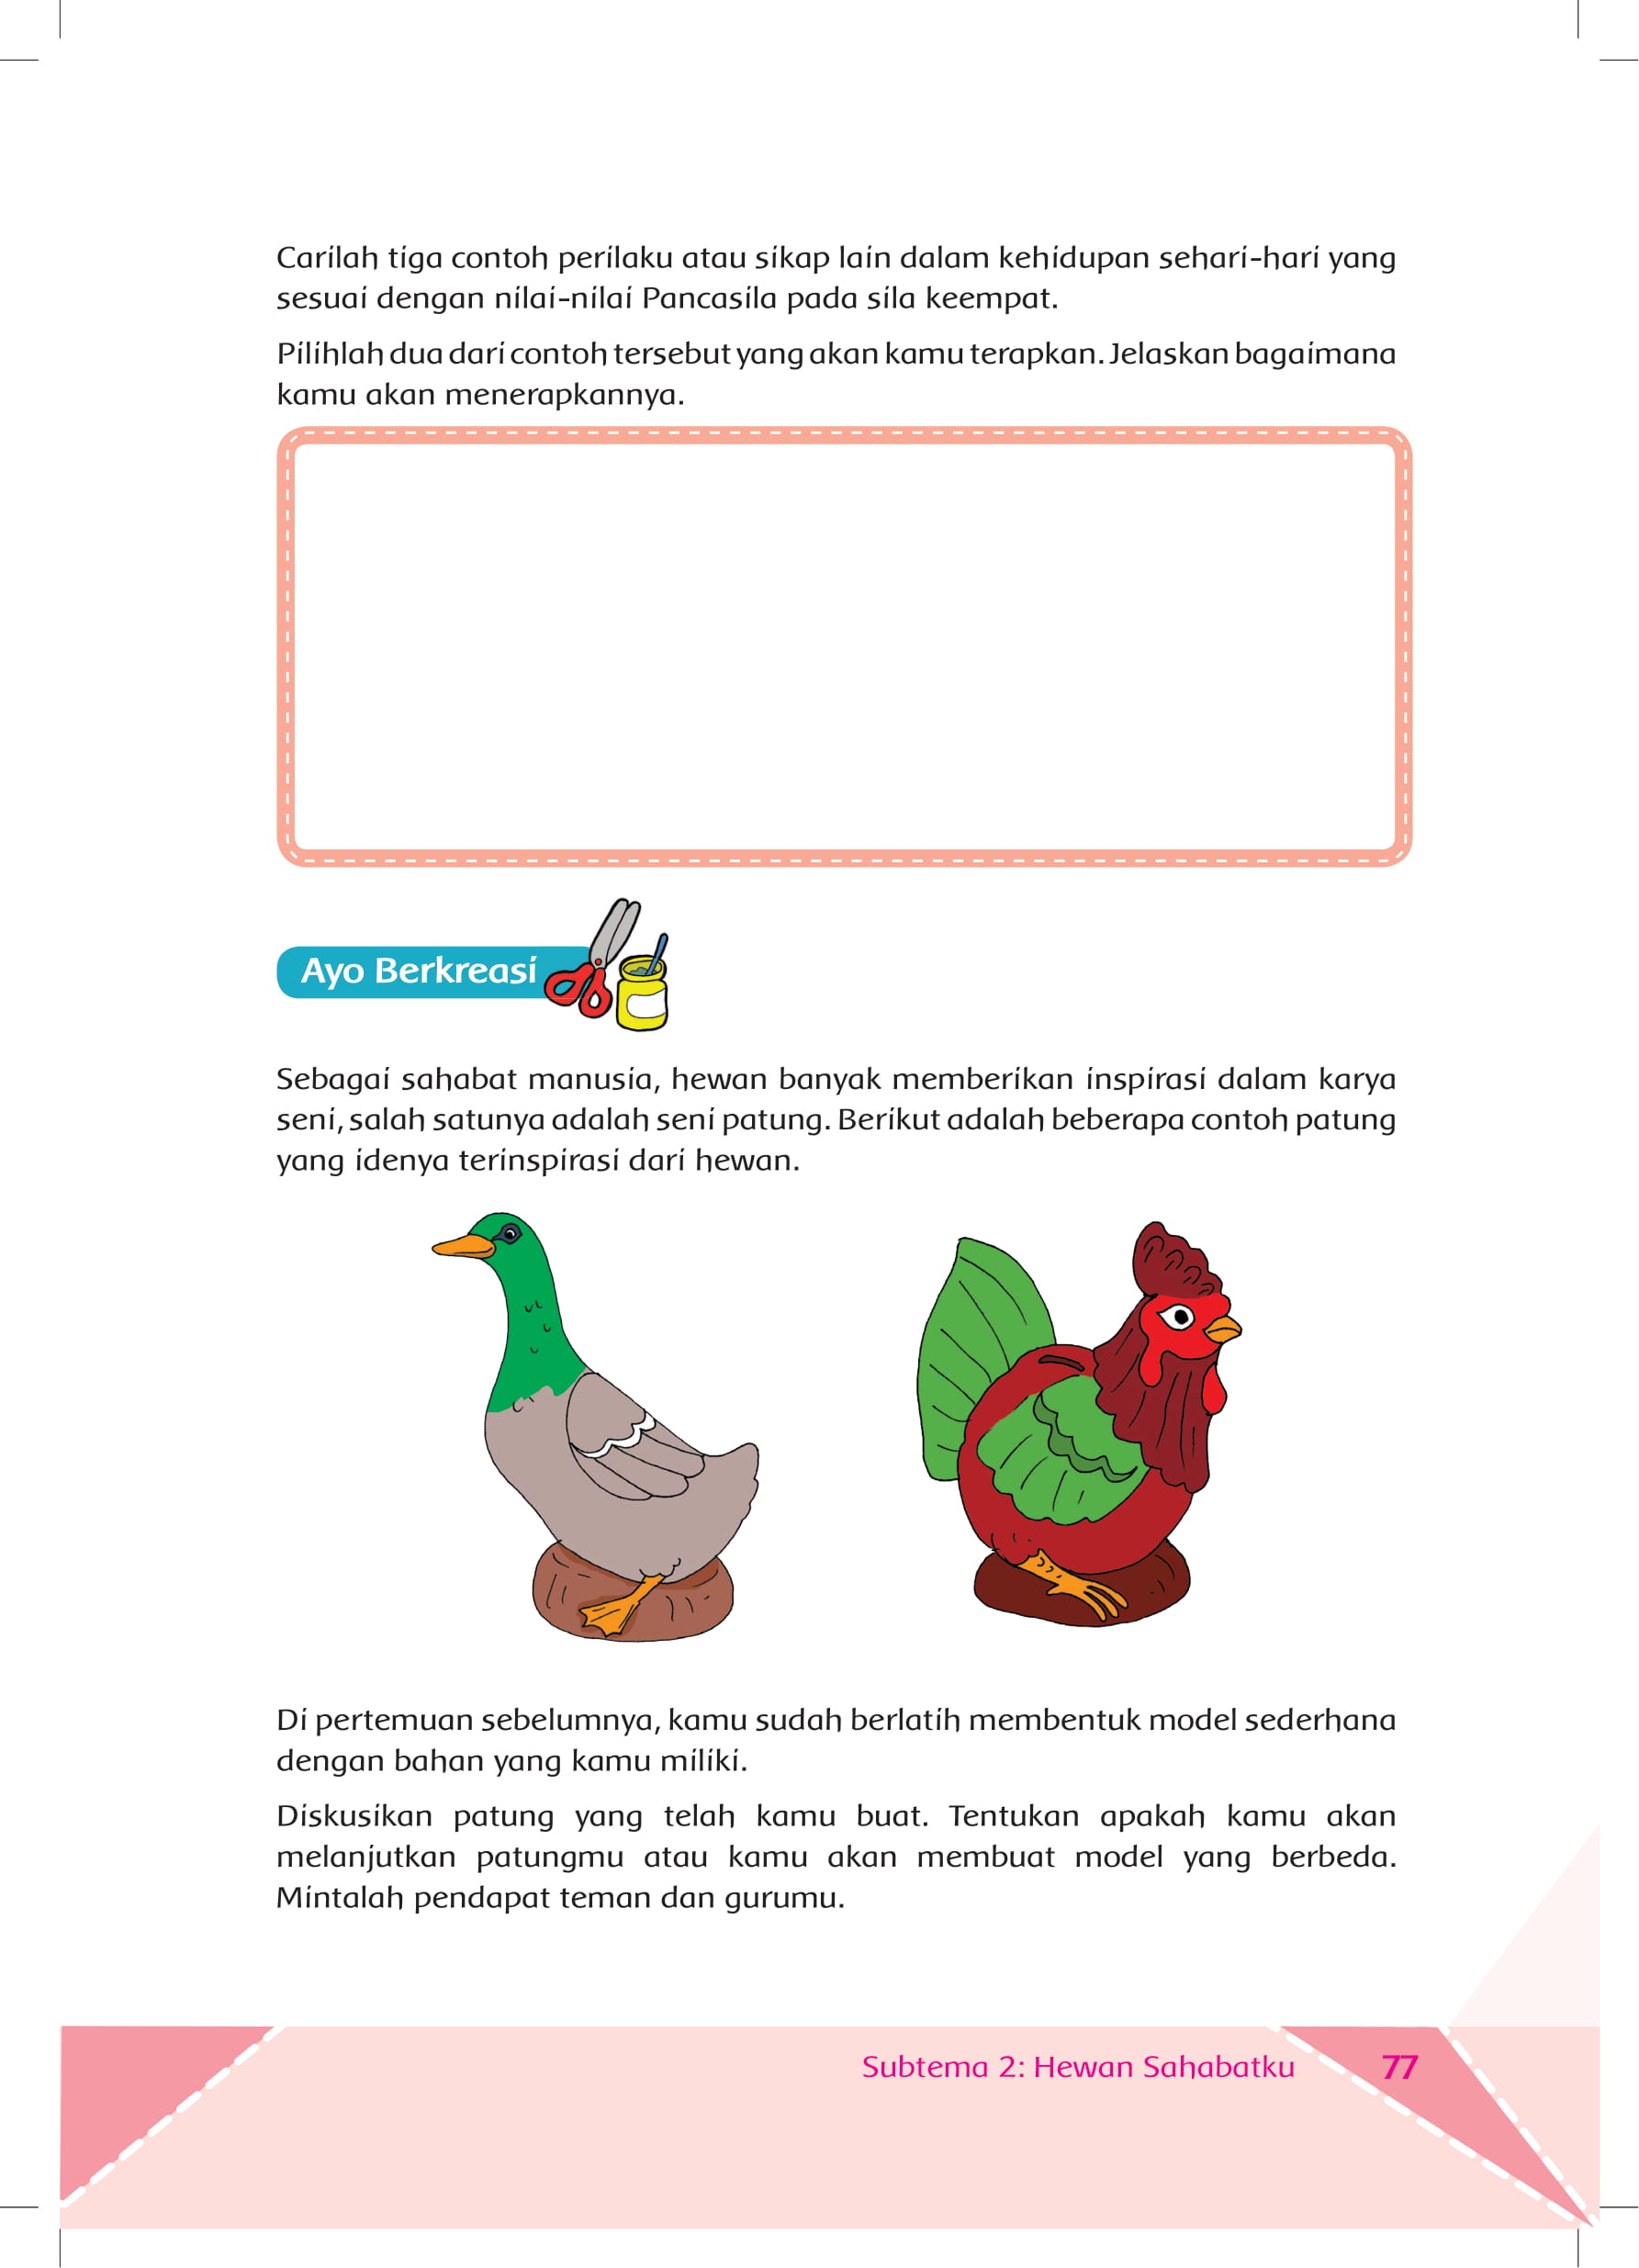 Carilah tiga contoh perilaku atau sikap lain dalam kehidupan sehari-hari yang
sesuai dengan nilai-nilai Pancasila pada sila keempat.
Pilihlah dua dari contoh tersebut yang akan kamu terapkan. Jelaskan bagaimana
kamu akan menerapkannya.
Ayo Berkreasi
Sebagai sahabat manusia, hewan banyak memberikan inspirasi dalam karya
seni, salah satunya adalah seni patung. Berikut adalah beberapa contoh patung
yang idenya terinspirasi dari hewan.
Di pertemuan sebelumnya, kamu sudah berlatih membentuk model sederhana
dengan bahan yang kamu miliki.
Diskusikan patung yang telah kamu buat. Tentukan apakah kamu akan
melanjutkan patungmu atau kamu akan membuat model yang berbeda.
Mintalah pendapat teman dan gurumu.
Subtema 2: Hewan Sahabatku 77